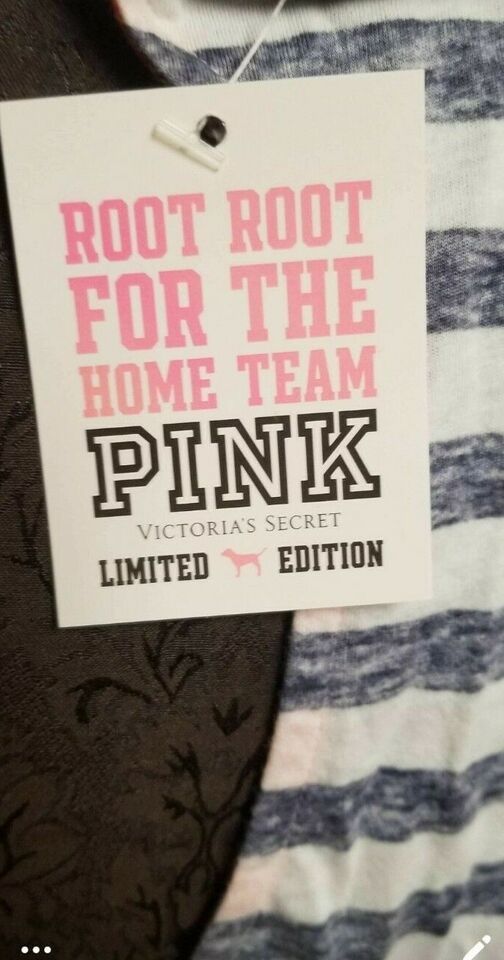 ROOT ROOT
FOR THE
HOME TEAM
PINK
VICTORIA'S SECRET
LIMITED EDITION